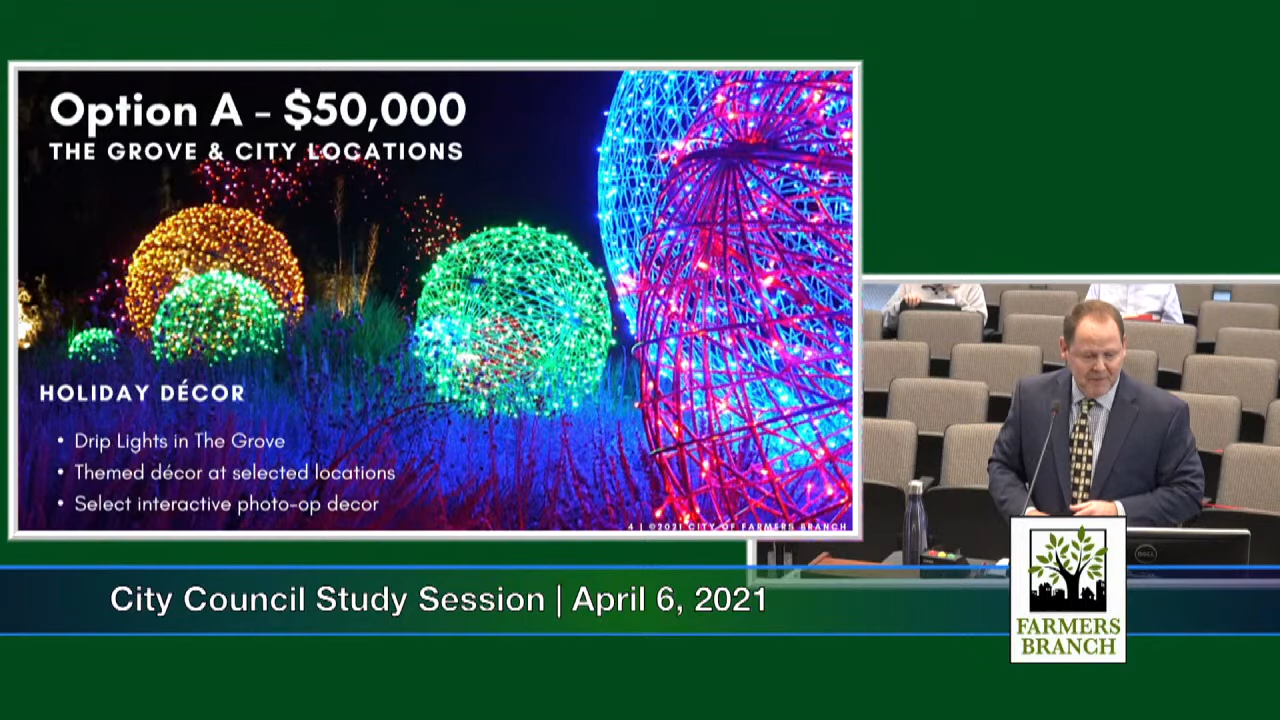 Option A – $50,000
THE GROVE & CITY LOCATIONS
HOLIDAY DÉCOR
• Drip Lights in The Grove
• Themed décor at selected locations
• Select interactive photo-op decor
4 | ©2021 CITY OF FARMERS BRANCH
DELL
City Council Study Session | April 6, 2021
FARMERS
BRANCH